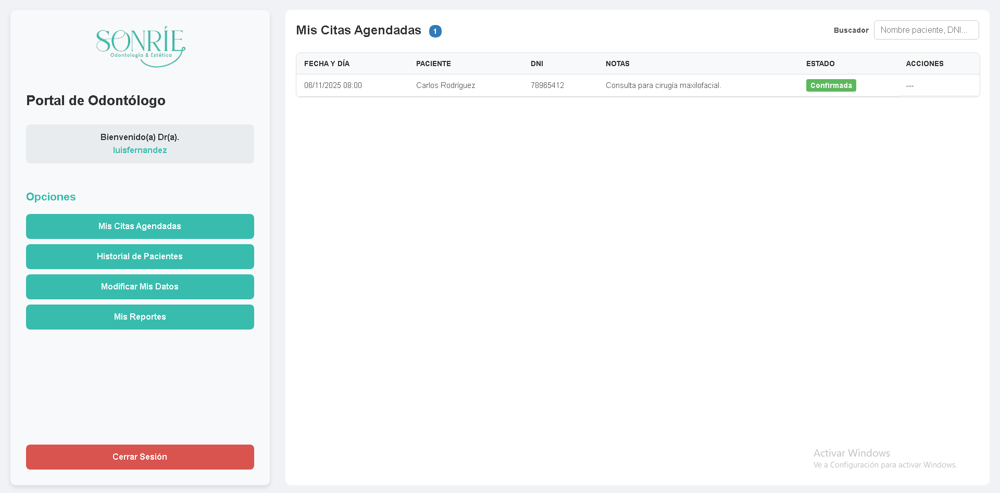 SONRÍE
Odontología & Estética
Portal de Odontólogo
Bienvenido(a) Dr(a).
luisfernandez
Opciones
Mis Citas Agendadas
Historial de Pacientes
Modificar Mis Datos
Mis Reportes
Cerrar Sesión
Mis Citas Agendadas 1
Buscador Nombre paciente, DNI...
FECHA Y DÍA PACIENTE DNI NOTAS ESTADO ACCIONES
06/11/2025 08:00 Carlos Rodríguez 78965412 Consulta para cirugía maxilofacial. Confirmada ---
Activar Windows
Ve a Configuración para activar Windows.